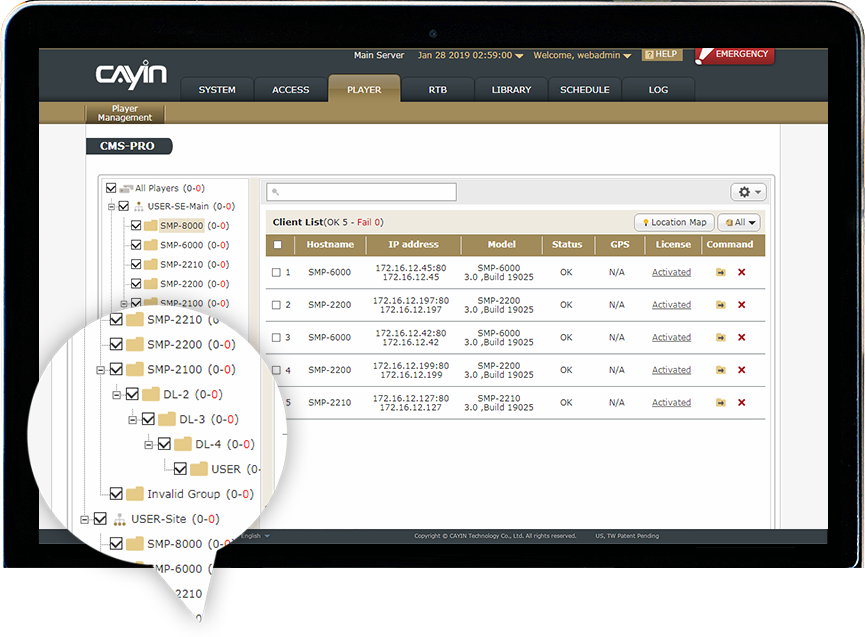 Main Server Jan 28 2019 02:59:00 Welcome, webadmin ? HELP EMERGENCY
CAYIN
SYSTEM ACCESS PLAYER RTB LIBRARY SCHEDULE LOG
Player
Management
CMS-PRO
All Players (0-0)
USER-SE-Main (0-0)
SMP-8000 (0-0)
SMP-6000 (0-0)
SMP-2210 (0-0)
SMP-2200 (0-0)
SMP-2100 (0-0)
SMP-2210 (0
SMP-2200 (0-0)
SMP-2100 (0-0)
DL-2 (0-0)
DL-3 (0-0)
DL-4 (0-0)
USER (0-
Invalid Group (0-0)
USER-Site (0-0)
SMP-8000 (0-0
MP-6000
2210
0
Client List(OK 5 - Fail 0) Location Map All
Hostname IP address Model Status GPS License Command
1 SMP-6000 172.16.12.45:80 SMP-6000 OK N/A Activated
172.16.12.45 3.0 ,Build 19025
2 SMP-2200 172.16.12.197:80 SMP-2200 OK N/A Activated
172.16.12.197 3.0 ,Build 19025
3 SMP-6000 172.16.12.42:80 SMP-6000 OK N/A Activated
172.16.12.42 3.0 ,Build 19025
4 SMP-2200 172.16.12.199:80 SMP-2200 OK N/A Activated
172.16.12.199 3.0 ,Build 19025
5 SMP-2210 172.16.12.127:80 SMP-2210 OK N/A Activated
172.16.12.127 3.0 ,Build 19025
English Copyright © CAYIN Technology Co., Ltd. All rights reserved. US, TW Patent Pending